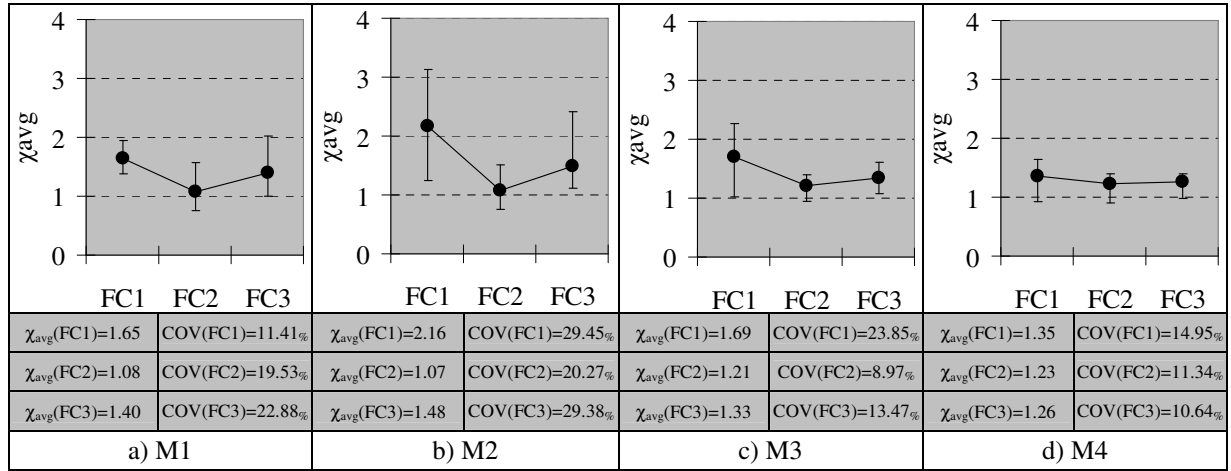 4 4 4 4
3 3 3 3
χavg χavg χavg χavg
2 2 2 2
1 1 1 1
0 0 0 0
FC1 FC2 FC3 FC1 FC2 FC3 FC1 FC2 FC3 FC1 FC2 FC3
χavg(FC1)=1.65 COV(FC1)=11.41% χavg(FC1)=2.16 COV(FC1)=29.45% χavg(FC1)=1.69 COV(FC1)=23.85% χavg(FC1)=1.35 COV(FC1)=14.95%
χavg(FC2)=1.08 COV(FC2)=19.53% χavg(FC2)=1.07 COV(FC2)=20.27% χavg(FC2)=1.21 COV(FC2)=8.97% χavg(FC2)=1.23 COV(FC2)=11.34%
χavg(FC3)=1.40 COV(FC3)=22.88% χavg(FC3)=1.48 COV(FC3)=29.38% χavg(FC3)=1.33 COV(FC3)=13.47% χavg(FC3)=1.26 COV(FC3)=10.64%
a) M1 b) M2 c) M3 d) M4